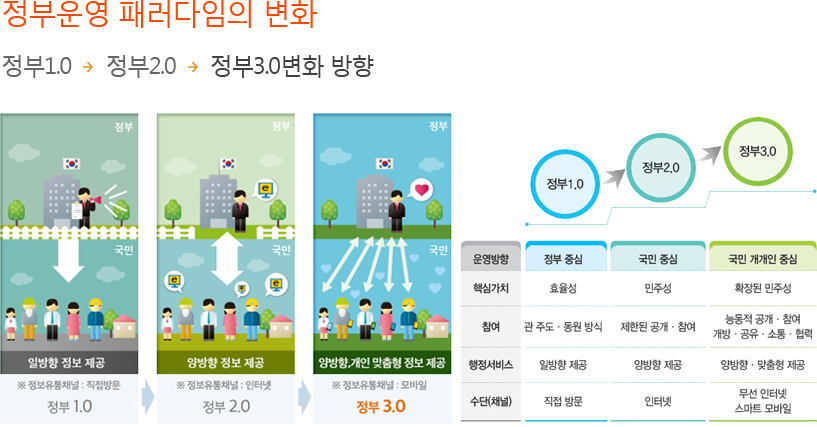 정부운영 패러다임의 변화
정부1.0 → 정부2.0 → 정부3.0변화 방향
정부
국민
일방향 정보 제공
※ 정보유통채널 : 직접방문
정부 1.0
정부
e
국민
e
e
e
양방향 정보 제공
※ 정보유통채널 : 인터넷
정부 2.0
정부
국민
양방향,개인 맞춤형 정보 제공
※ 정보유통채널 : 모바일
정부 3.0
정부1.0
정부2.0
정부3.0
운영방향 정부 중심 국민 중심 국민 개개인 중심
핵심가치 효율성 민주성 확장된 민주성
참여 관 주도 · 동원 방식 제한된 공개 · 참여 능동적 공개 · 참여
개방 · 공유 · 소통 · 협력
행정서비스 일방향 제공 양방향 제공 양방향 · 맞춤형 제공
수단(채널) 직접 방문 인터넷 무선 인터넷
스마트 모바일